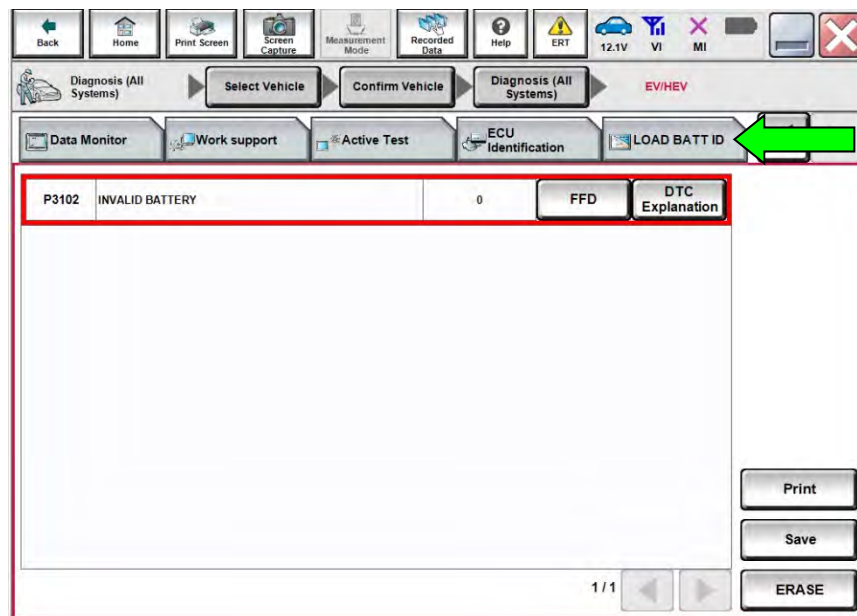 Back
Home
Print Screen
Screen Capture
Measurement Mode
Recorded Data
Help
ERT
12.1V
VI
MI
Diagnosis (All Systems)
Select Vehicle
Confirm Vehicle
Diagnosis (All Systems)
EV/HEV
Data Monitor
Work support
Active Test
ECU Identification
LOAD BATT ID
P3102 INVALID BATTERY 0 FFD DTC Explanation
Print
Save
1/1
ERASE